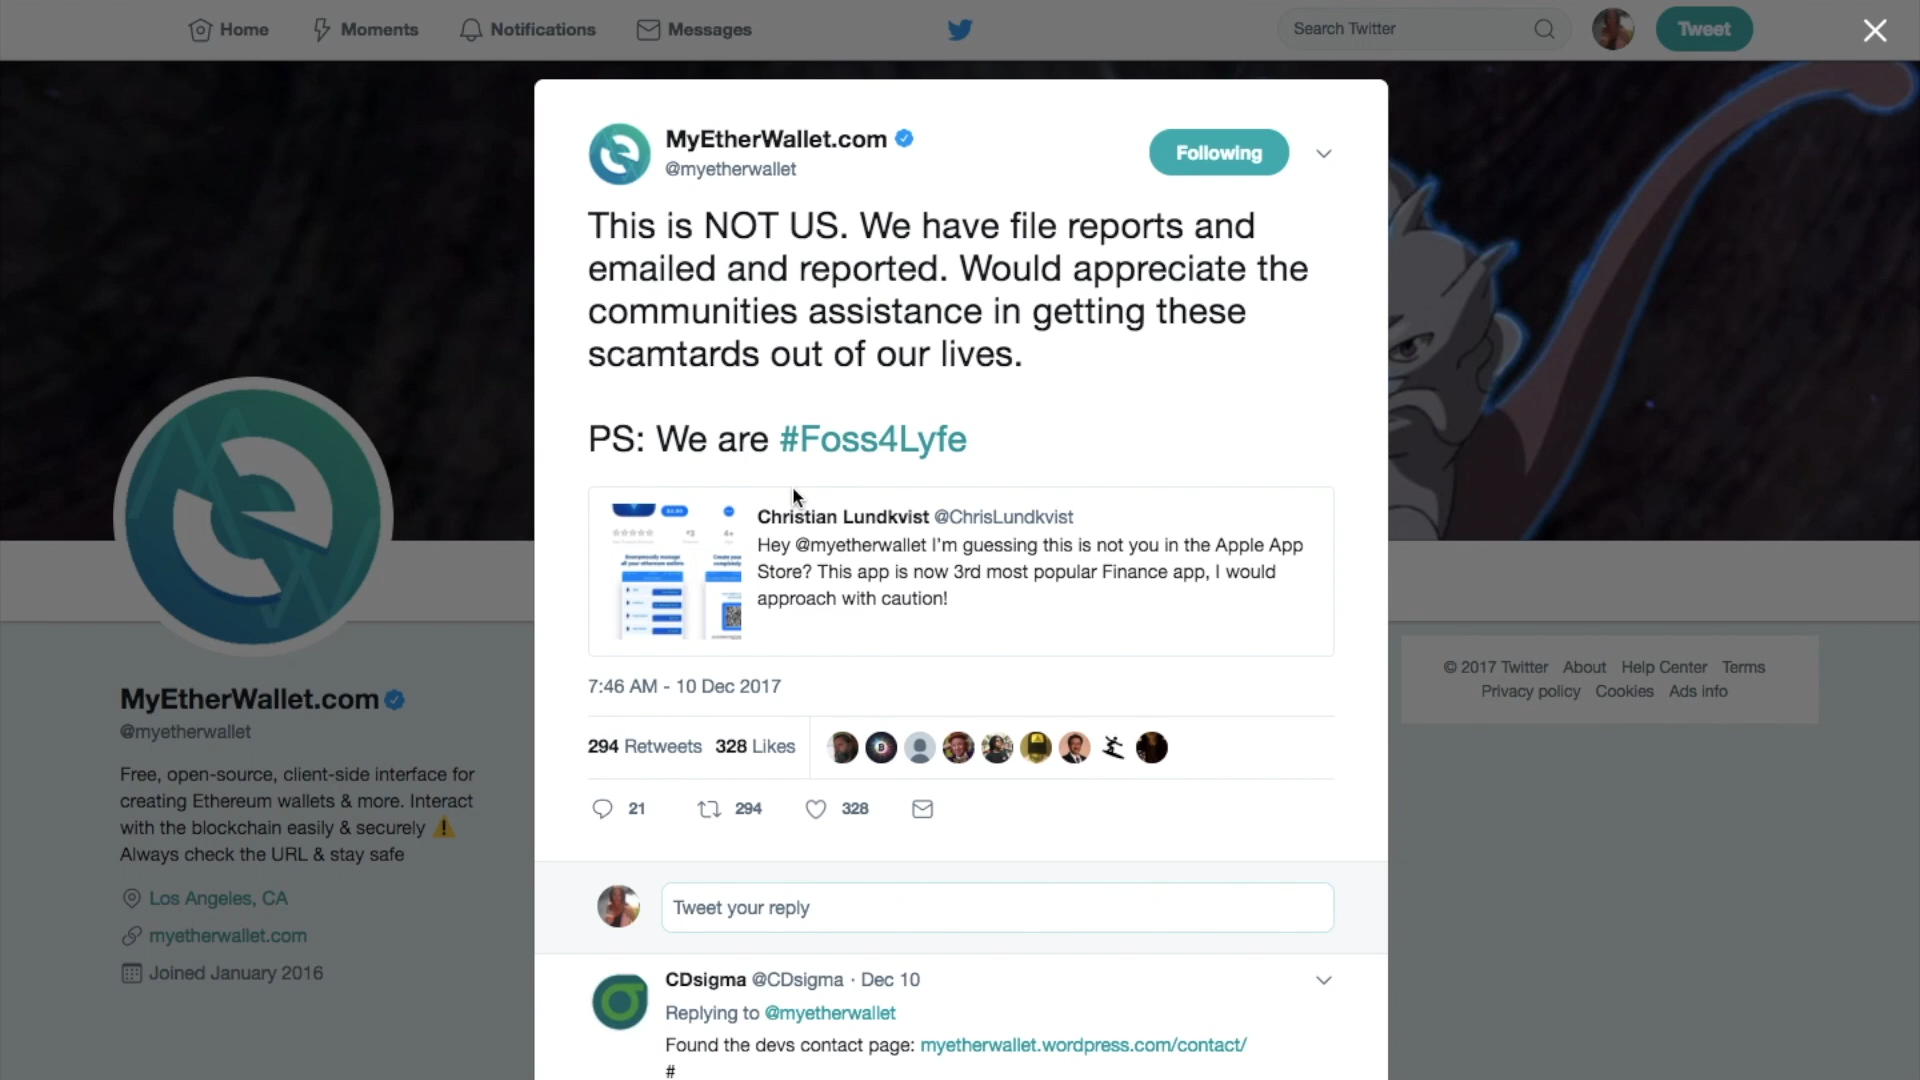 Home
Moments
Notifications
Messages
Search Twitter
Tweet
MyEtherWallet.com
@myetherwallet
Following
This is NOT US. We have file reports and
emailed and reported. Would appreciate the
communities assistance in getting these
scamtards out of our lives.
PS: We are #Foss4Lyfe
Christian Lundkvist @ChrisLundkvist
Hey @myetherwallet I'm guessing this is not you in the Apple App
Store? This app is now 3rd most popular Finance app, I would
approach with caution!
7:46 AM - 10 Dec 2017
294 Retweets 328 Likes
21
294
328
Tweet your reply
CDsigma @CDsigma · Dec 10
Replying to @myetherwallet
Found the devs contact page: myetherwallet.wordpress.com/contact/
#
MyEtherWallet.com
@myetherwallet
Free, open-source, client-side interface for
creating Ethereum wallets & more. Interact
with the blockchain easily & securely ⚠️
Always check the URL & stay safe
Los Angeles, CA
myetherwallet.com
Joined January 2016
© 2017 Twitter About Help Center Terms
Privacy policy Cookies Ads info